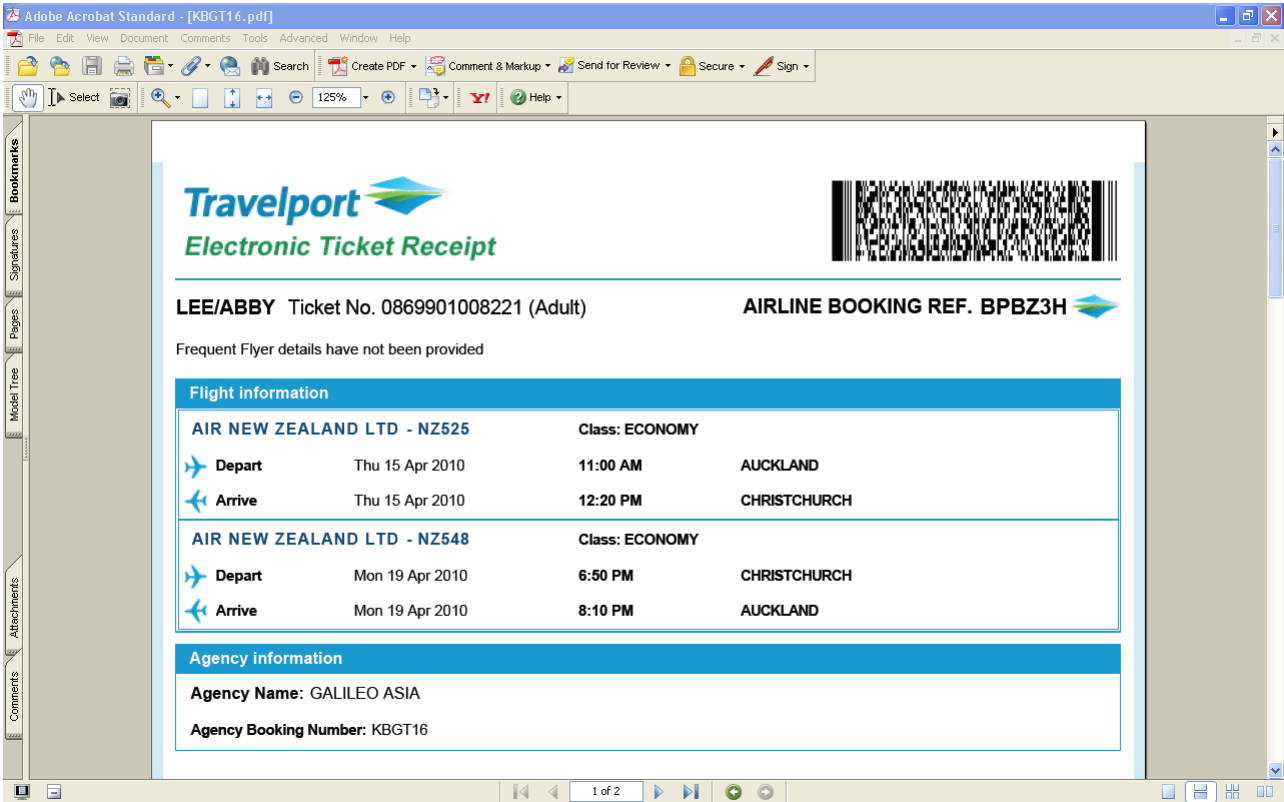 Adobe Acrobat Standard - [KBGT16.pdf]
File Edit View Document Comments Tools Advanced Window Help
Search Create PDF Comment & Markup Send for Review Secure Sign
Select 125% Y! Help
Bookmarks
Signatures
Pages
Model Tree
Attachments
Comments
Travelport
Electronic Ticket Receipt
LEE/ABBY Ticket No. 0869901008221 (Adult) AIRLINE BOOKING REF. BPBZ3H
Frequent Flyer details have not been provided
Flight information
AIR NEW ZEALAND LTD - NZ525 Class: ECONOMY
Depart Thu 15 Apr 2010 11:00 AM AUCKLAND
Arrive Thu 15 Apr 2010 12:20 PM CHRISTCHURCH
AIR NEW ZEALAND LTD - NZ548 Class: ECONOMY
Depart Mon 19 Apr 2010 6:50 PM CHRISTCHURCH
Arrive Mon 19 Apr 2010 8:10 PM AUCKLAND
Agency information
Agency Name: GALILEO ASIA
Agency Booking Number: KBGT16
1 of 2